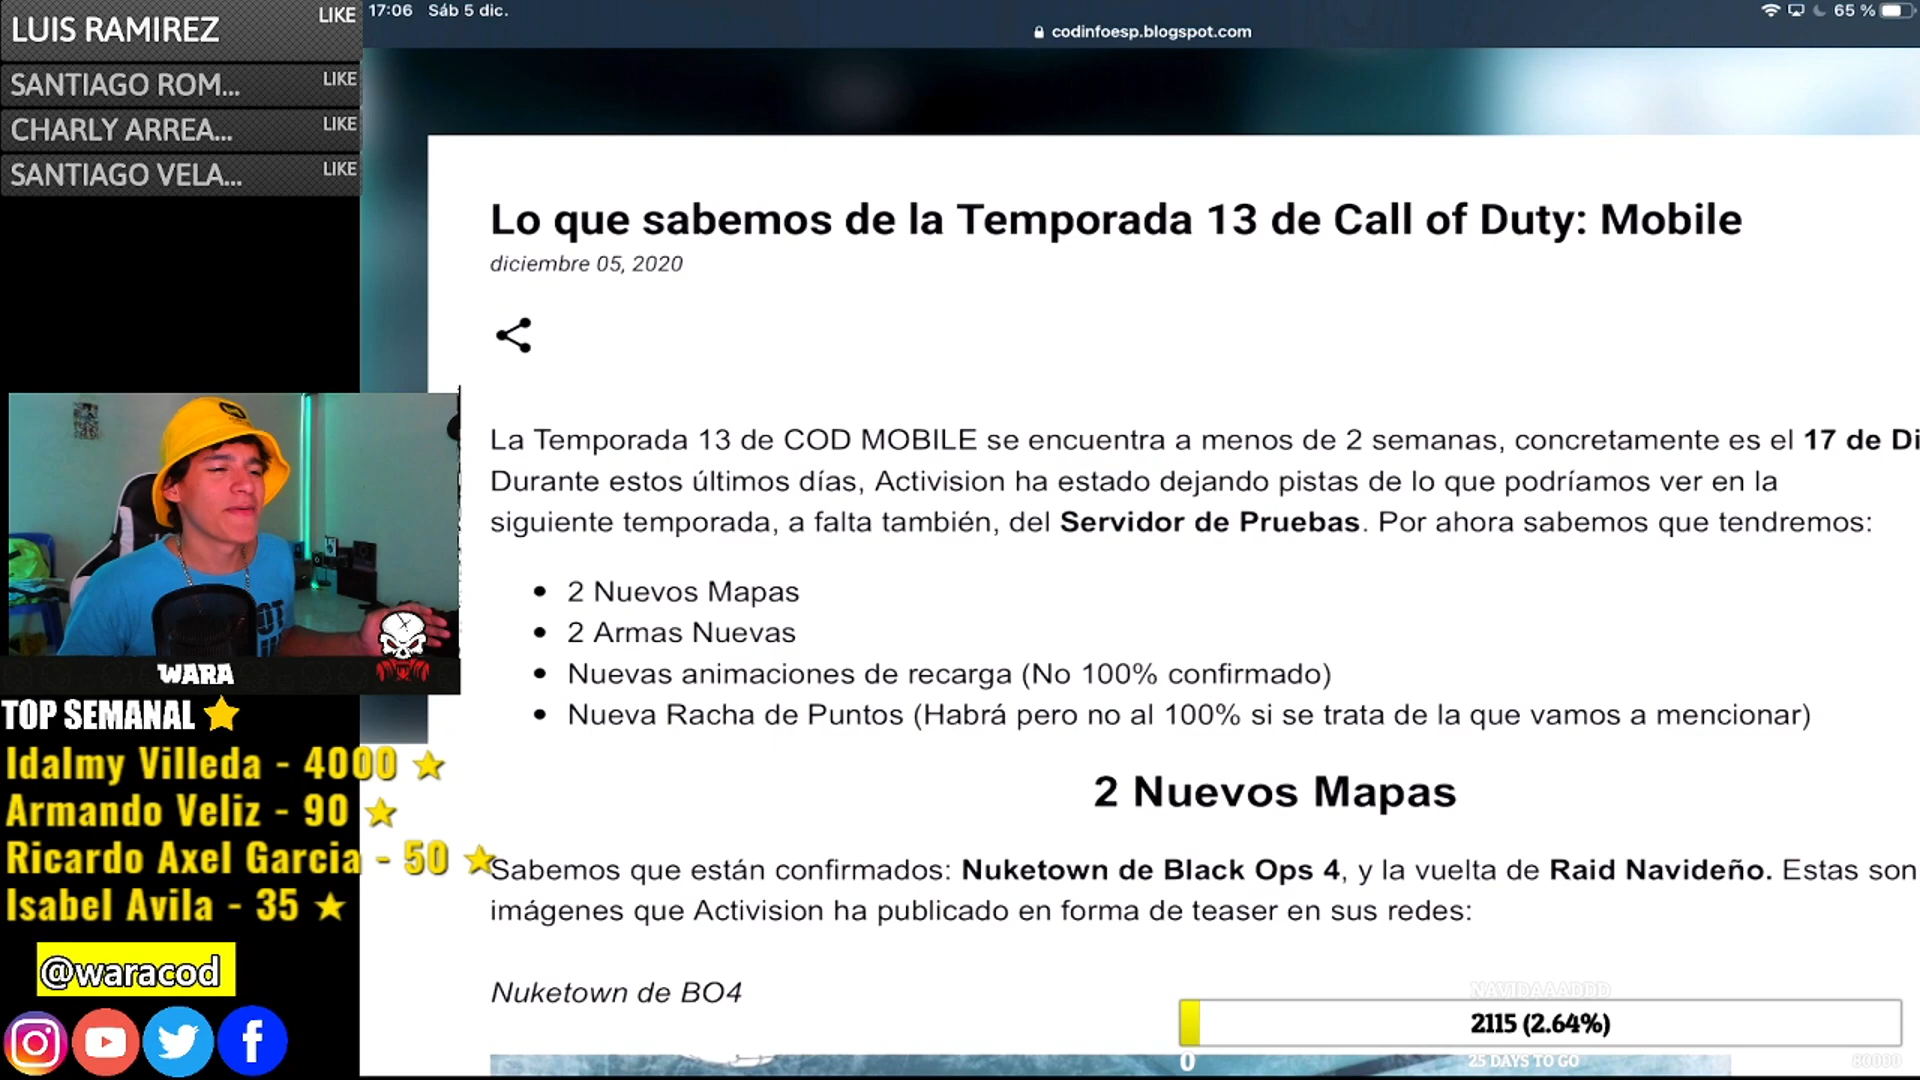 LUIS RAMIREZ LIKE
SANTIAGO ROM... LIKE
CHARLY ARREA... LIKE
SANTIAGO VELA... LIKE
17:06 Sáb 5 dic. 65 %
codinfoesp.blogspot.com
Lo que sabemos de la Temporada 13 de Call of Duty: Mobile
diciembre 05, 2020
La Temporada 13 de COD MOBILE se encuentra a menos de 2 semanas, concretamente es el 17 de Di
Durante estos últimos días, Activision ha estado dejando pistas de lo que podríamos ver en la
siguiente temporada, a falta también, del Servidor de Pruebas. Por ahora sabemos que tendremos:
• 2 Nuevos Mapas
• 2 Armas Nuevas
• Nuevas animaciones de recarga (No 100% confirmado)
• Nueva Racha de Puntos (Habrá pero no al 100% si se trata de la que vamos a mencionar)
2 Nuevos Mapas
Sabemos que están confirmados: Nuketown de Black Ops 4, y la vuelta de Raid Navideño. Estas son
imágenes que Activision ha publicado en forma de teaser en sus redes:
Nuketown de BO4
WARA
TOP SEMANAL
Idalmy Villeda - 4000
Armando Veliz - 90
Ricardo Axel Garcia - 50
Isabel Avila - 35
@waracod
NAVIDAAADDD
2115 (2.64%)
0 25 DAYS TO GO 80000